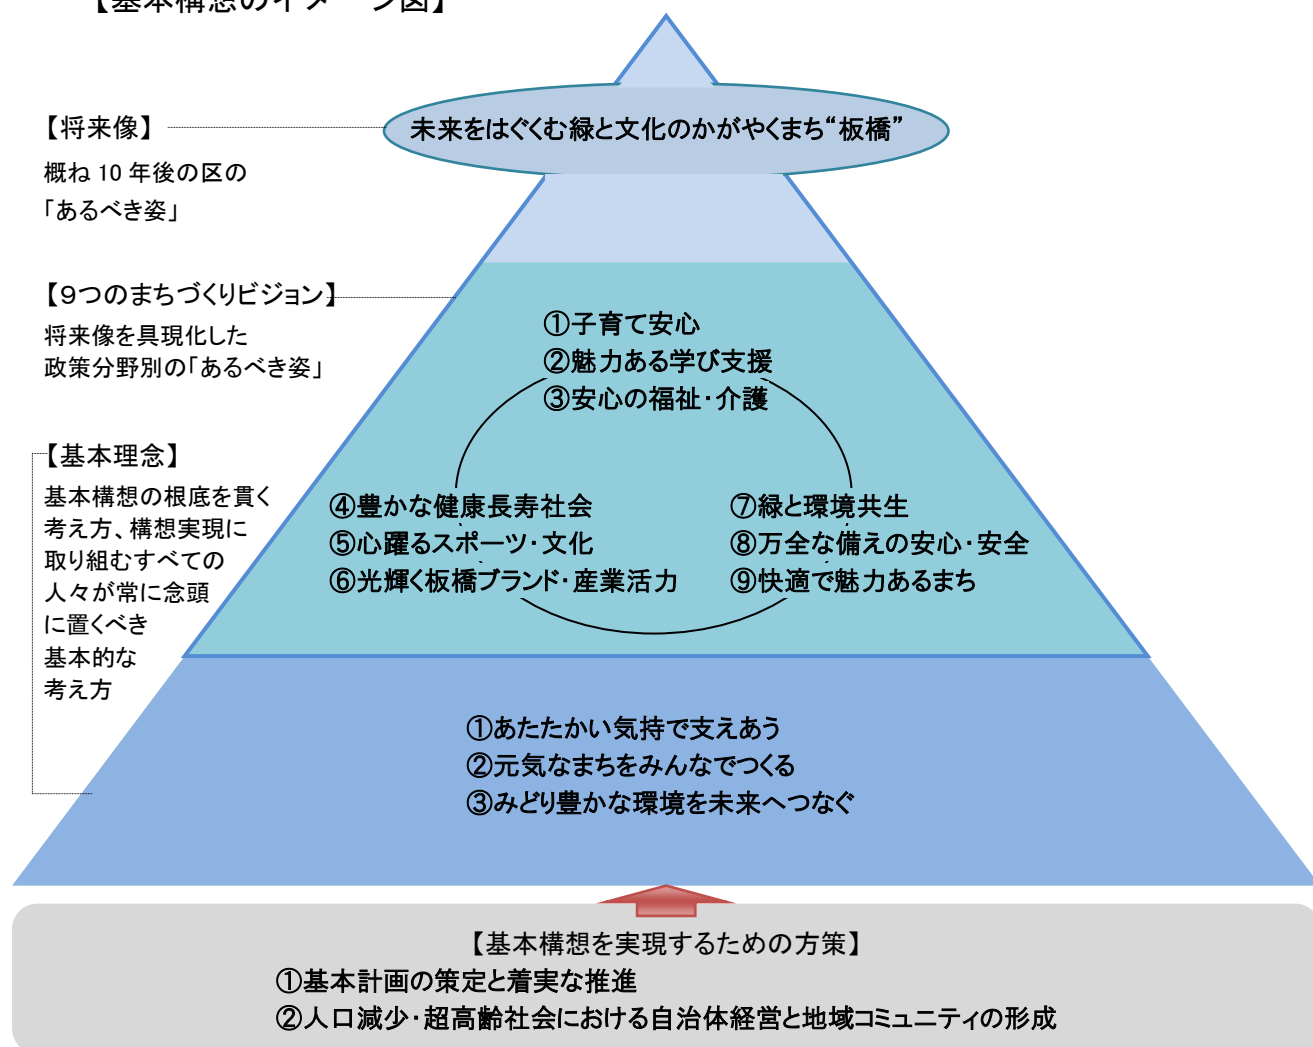 【基本構想のイメージ図】
未来をはぐくむ緑と文化のかがやくまち“板橋”
【将来像】
概ね 10 年後の区の
「あるべき姿」
【９つのまちづくりビジョン】
将来像を具現化した
政策分野別の「あるべき姿」
①子育て安心
②魅力ある学び支援
③安心の福祉・介護
④豊かな健康長寿社会
⑤心躍るスポーツ・文化
⑥光輝く板橋ブランド・産業活力
⑦緑と環境共生
⑧万全な備えの安心・安全
⑨快適で魅力あるまち
【基本理念】
基本構想の根底を貫く
考え方、構想実現に
取り組むすべての
人々が常に念頭
に置くべき
基本的な
考え方
①あたたかい気持で支えあう
②元気なまちをみんなでつくる
③みどり豊かな環境を未来へつなぐ
【基本構想を実現するための方策】
①基本計画の策定と着実な推進
②人口減少・超高齢社会における自治体経営と地域コミュニティの形成